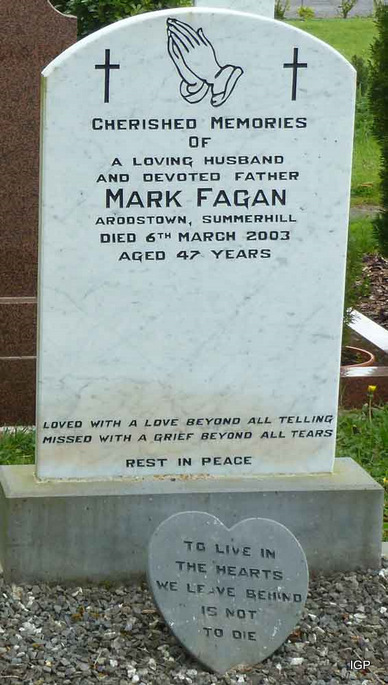 CHERISHED MEMORIES
OF
A LOVING HUSBAND
AND DEVOTED FATHER
MARK FAGAN
ARODSTOWN, SUMMERHILL
DIED 6TH MARCH 2003
AGED 47 YEARS
LOVED WITH A LOVE BEYOND ALL TELLING
MISSED WITH A GRIEF BEYOND ALL TEARS
REST IN PEACE
TO LIVE IN
THE HEARTS
WE LEAVE BEHIND
IS NOT
TO DIE
IGP